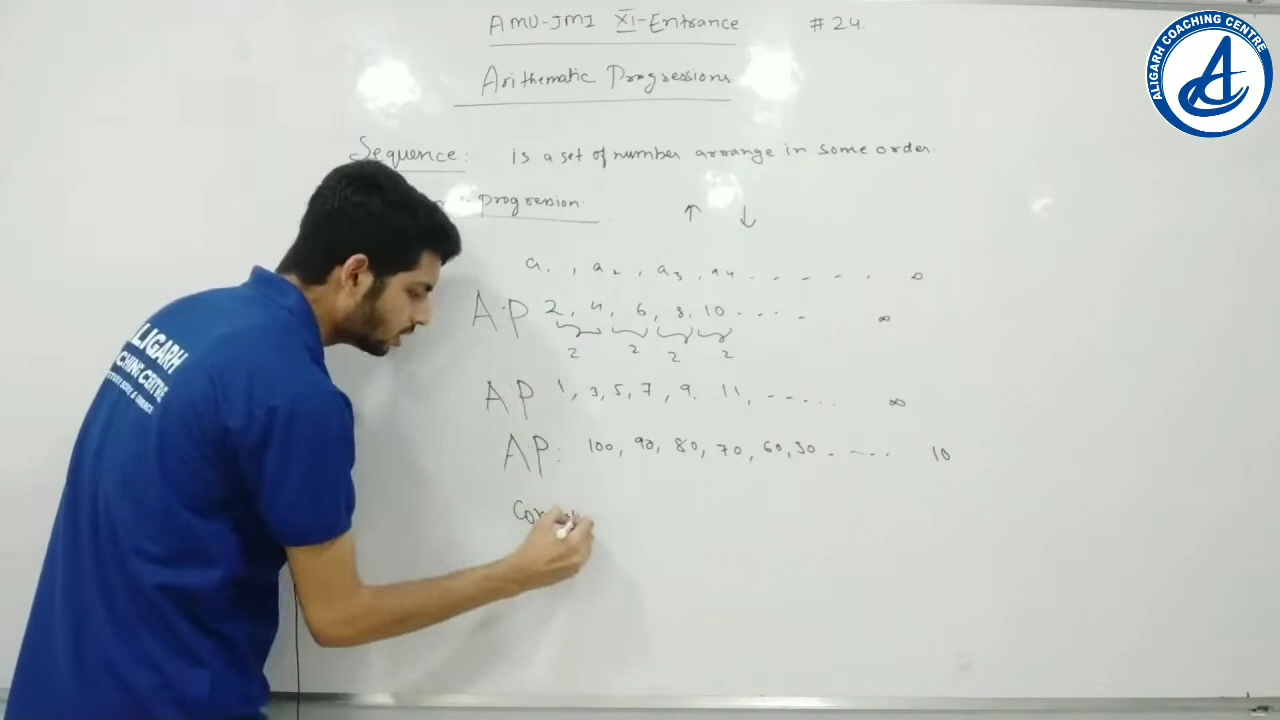 AMU-JMI XI-Entrance #24.
Arithematic Progressions
Sequence: is a set of number arrange in some order.
progression. ↑ ↓
a1, a2, a3, a4 . . . . . . ∞
A.P 2, 4, 6, 8, 10 . . . . ∞
2 2 2 2
A.P 1, 3, 5, 7, 9, 11, . . . . . . ∞
A.P: 100, 90, 80, 70, 60, 50 . . . . . 10
ALIGARH COACHING CENTRE
ALIGARH
CHING CENTRE